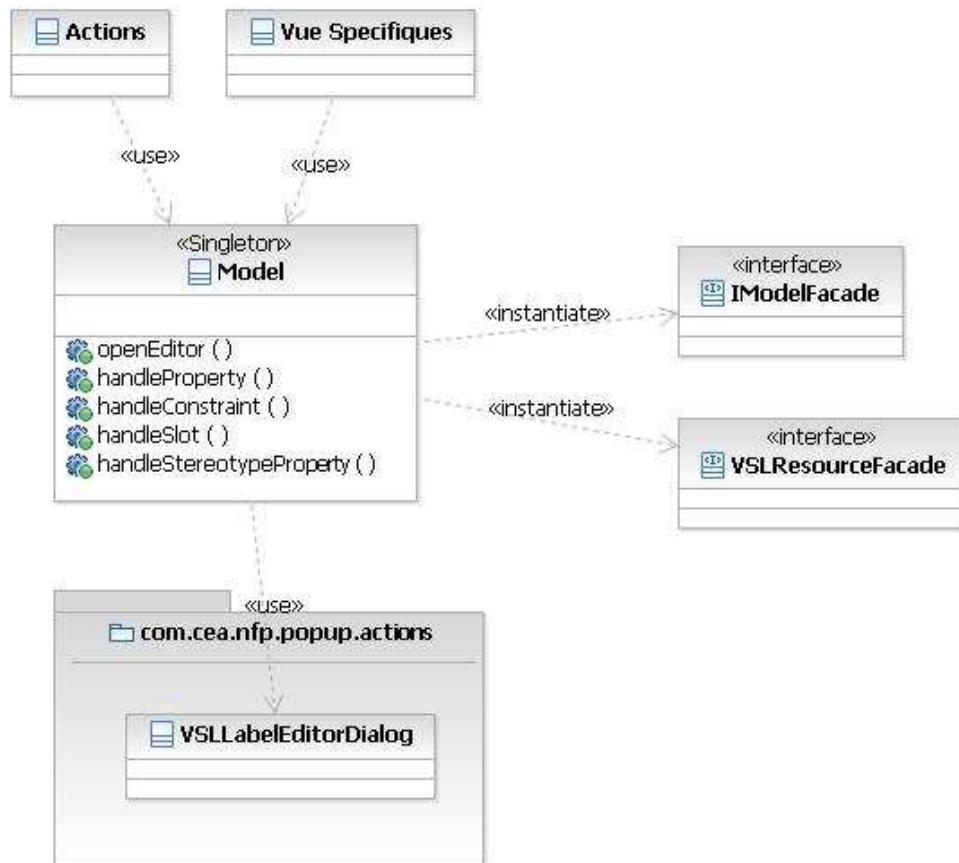 Actions
Vue Specifiques
«use»
«use»
«Singleton»
Model
openEditor ( )
handleProperty ( )
handleConstraint ( )
handleSlot ( )
handleStereotypeProperty ( )
«instantiate»
«interface»
IModelFacade
«instantiate»
«interface»
VSLResourceFacade
«use»
com.cea.nfp.popup.actions
VSLLabelEditorDialog